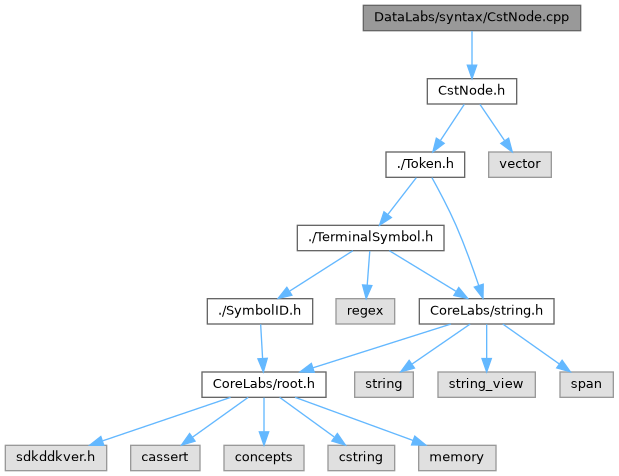 DataLabs/syntax/CstNode.cpp
CstNode.h
./Token.h
vector
./TerminalSymbol.h
./SymbolID.h
regex
CoreLabs/string.h
CoreLabs/root.h
string
string_view
span
sdkddkver.h
cassert
concepts
cstring
memory